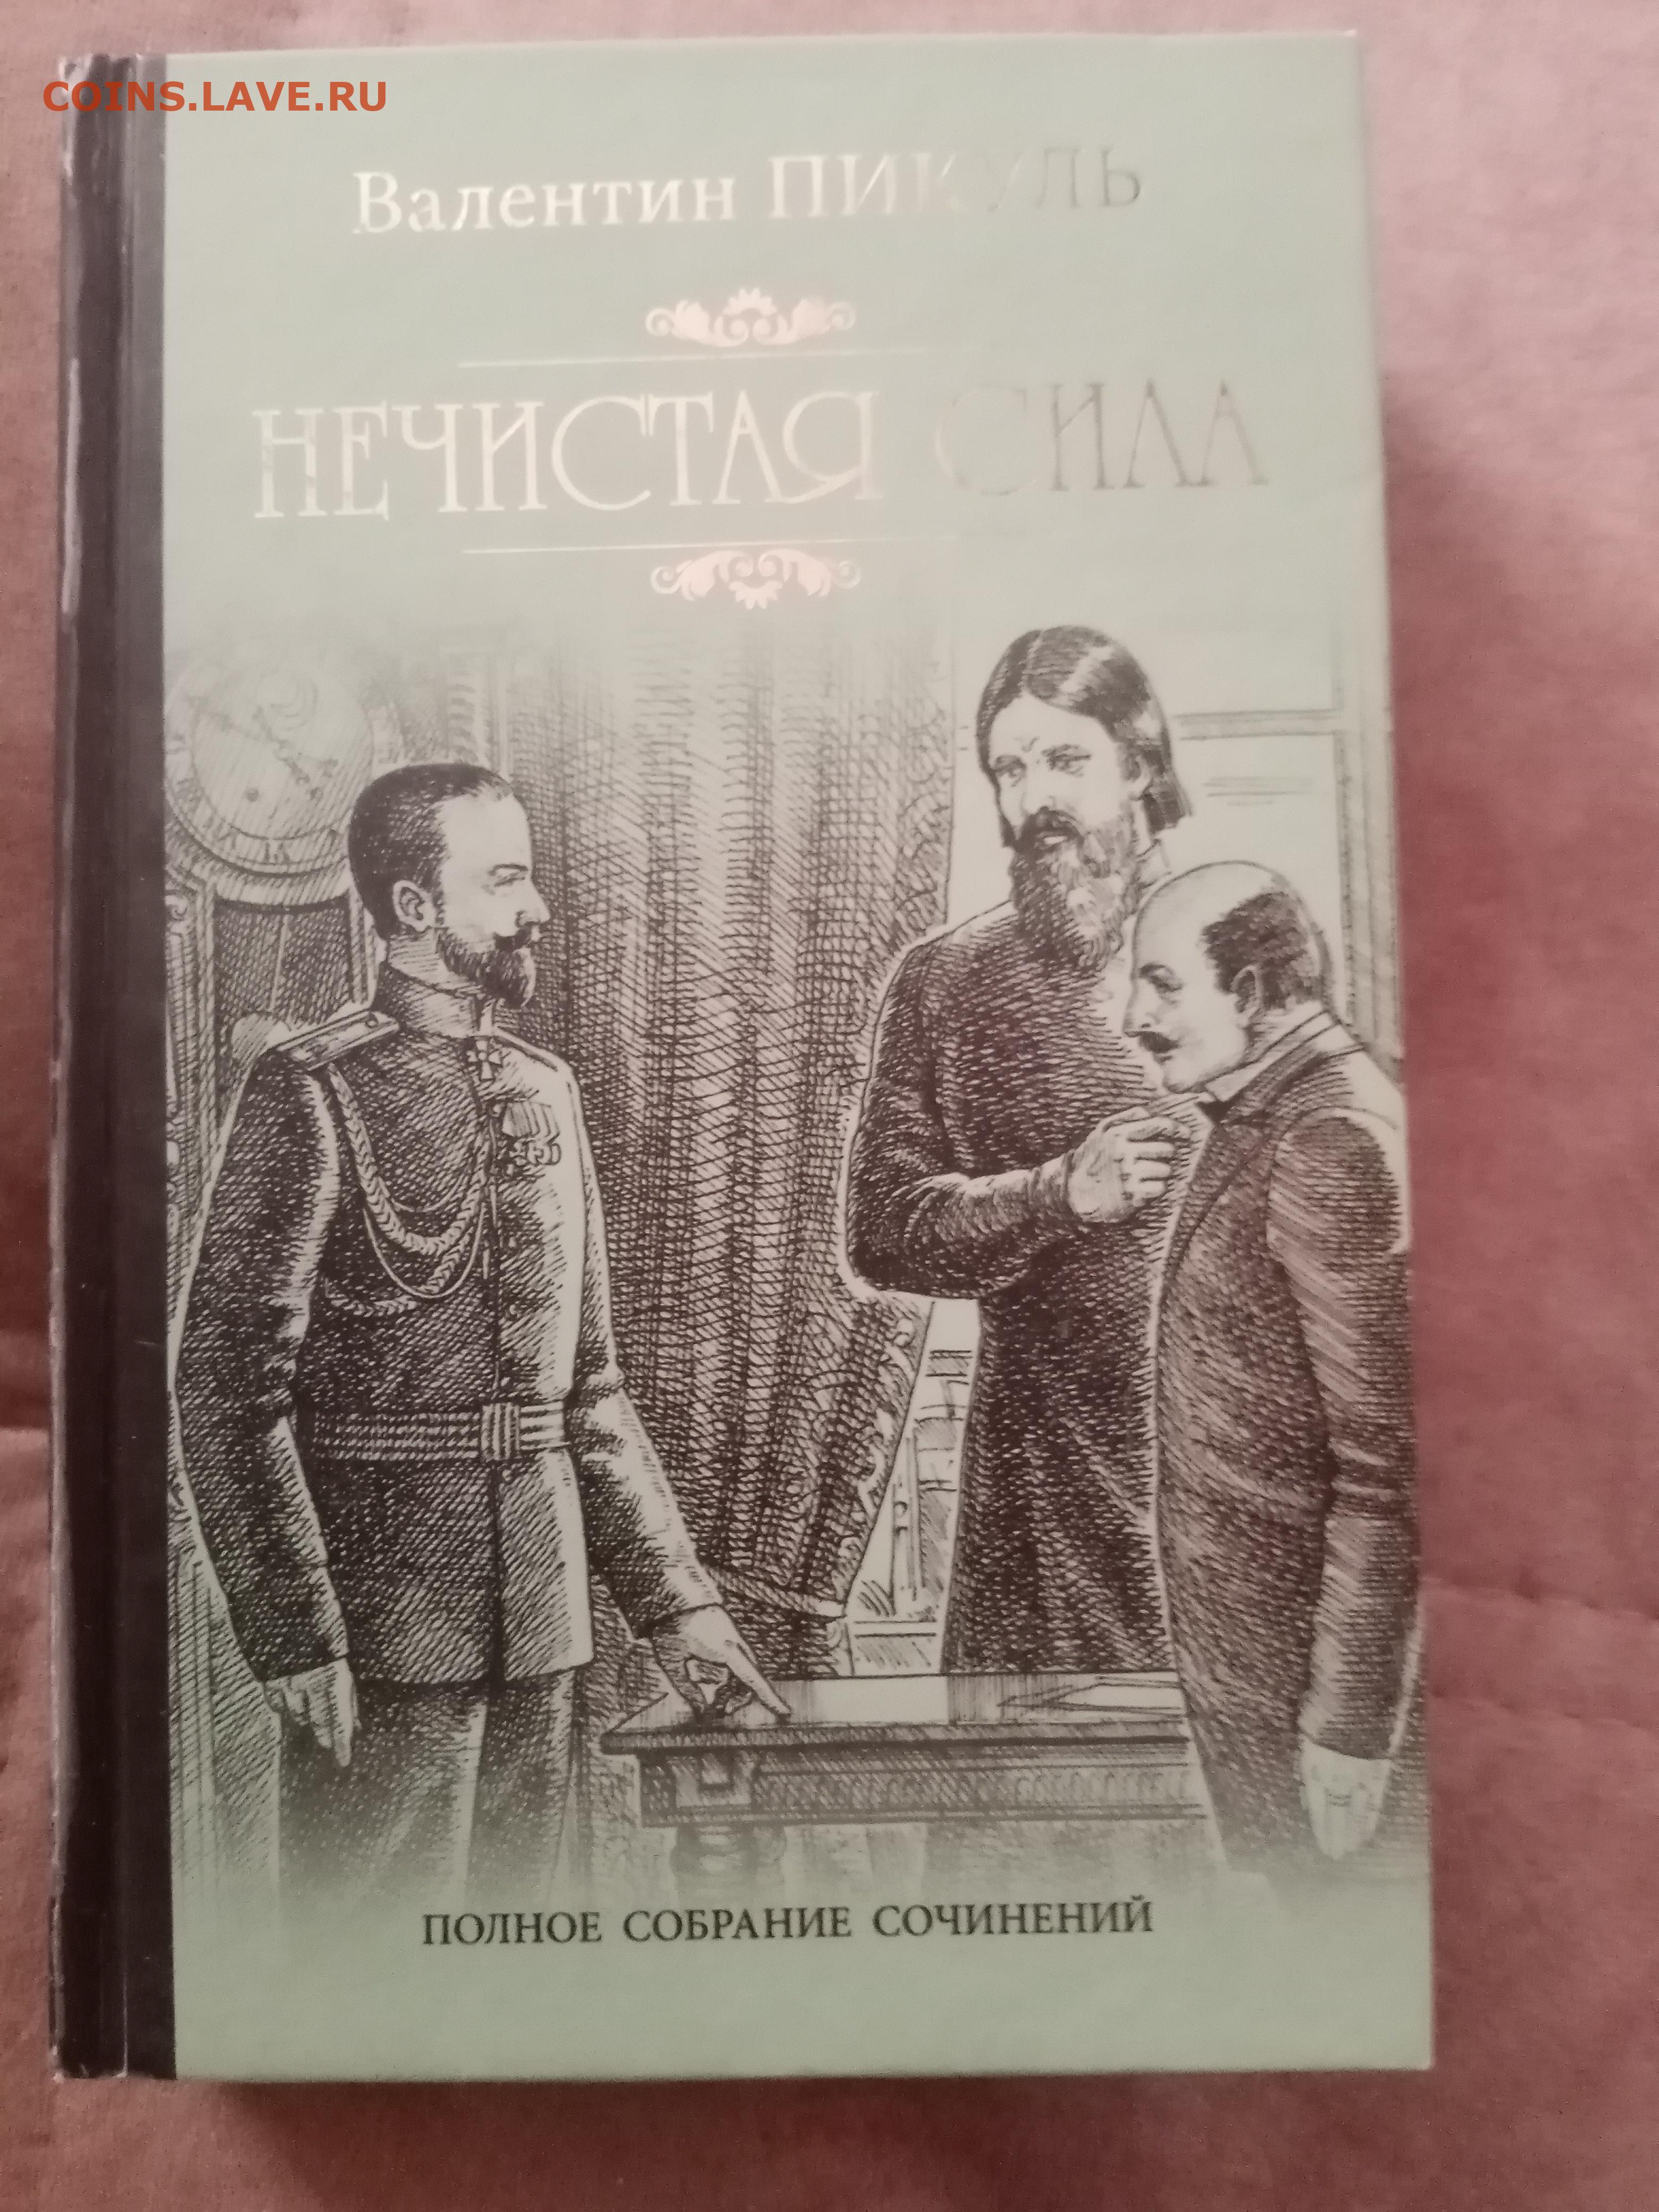 COINS.LAVE.RU
Валентин ПИКУЛЬ
НЕЧИСТАЯ СИЛА
ПОЛНОЕ СОБРАНИЕ СОЧИНЕНИЙ